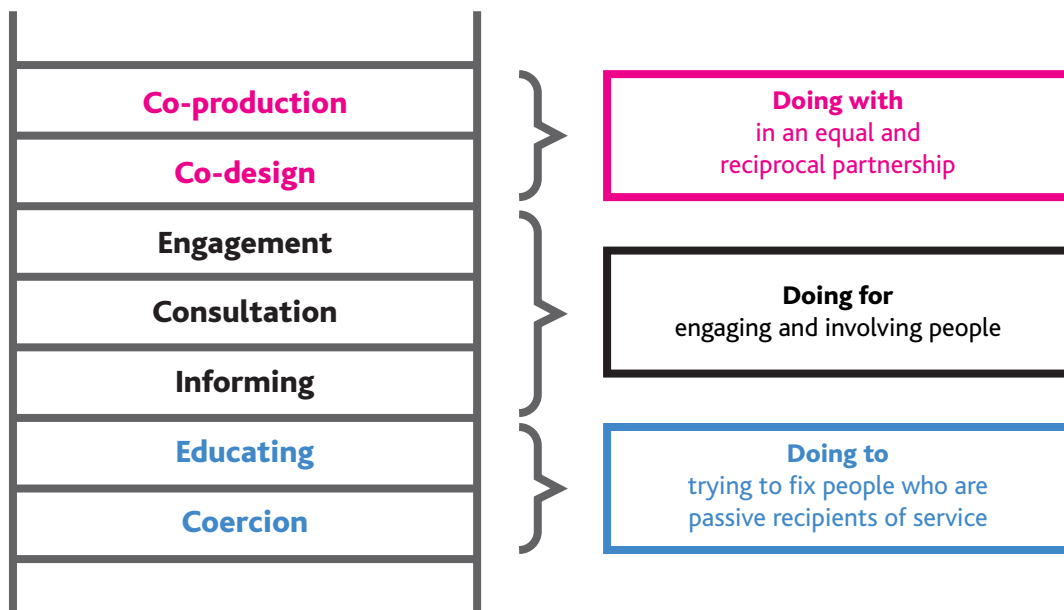 Co-production
Co-design
Engagement
Consultation
Informing
Educating
Coercion
Doing with
in an equal and
reciprocal partnership
Doing for
engaging and involving people
Doing to
trying to fix people who are
passive recipients of service